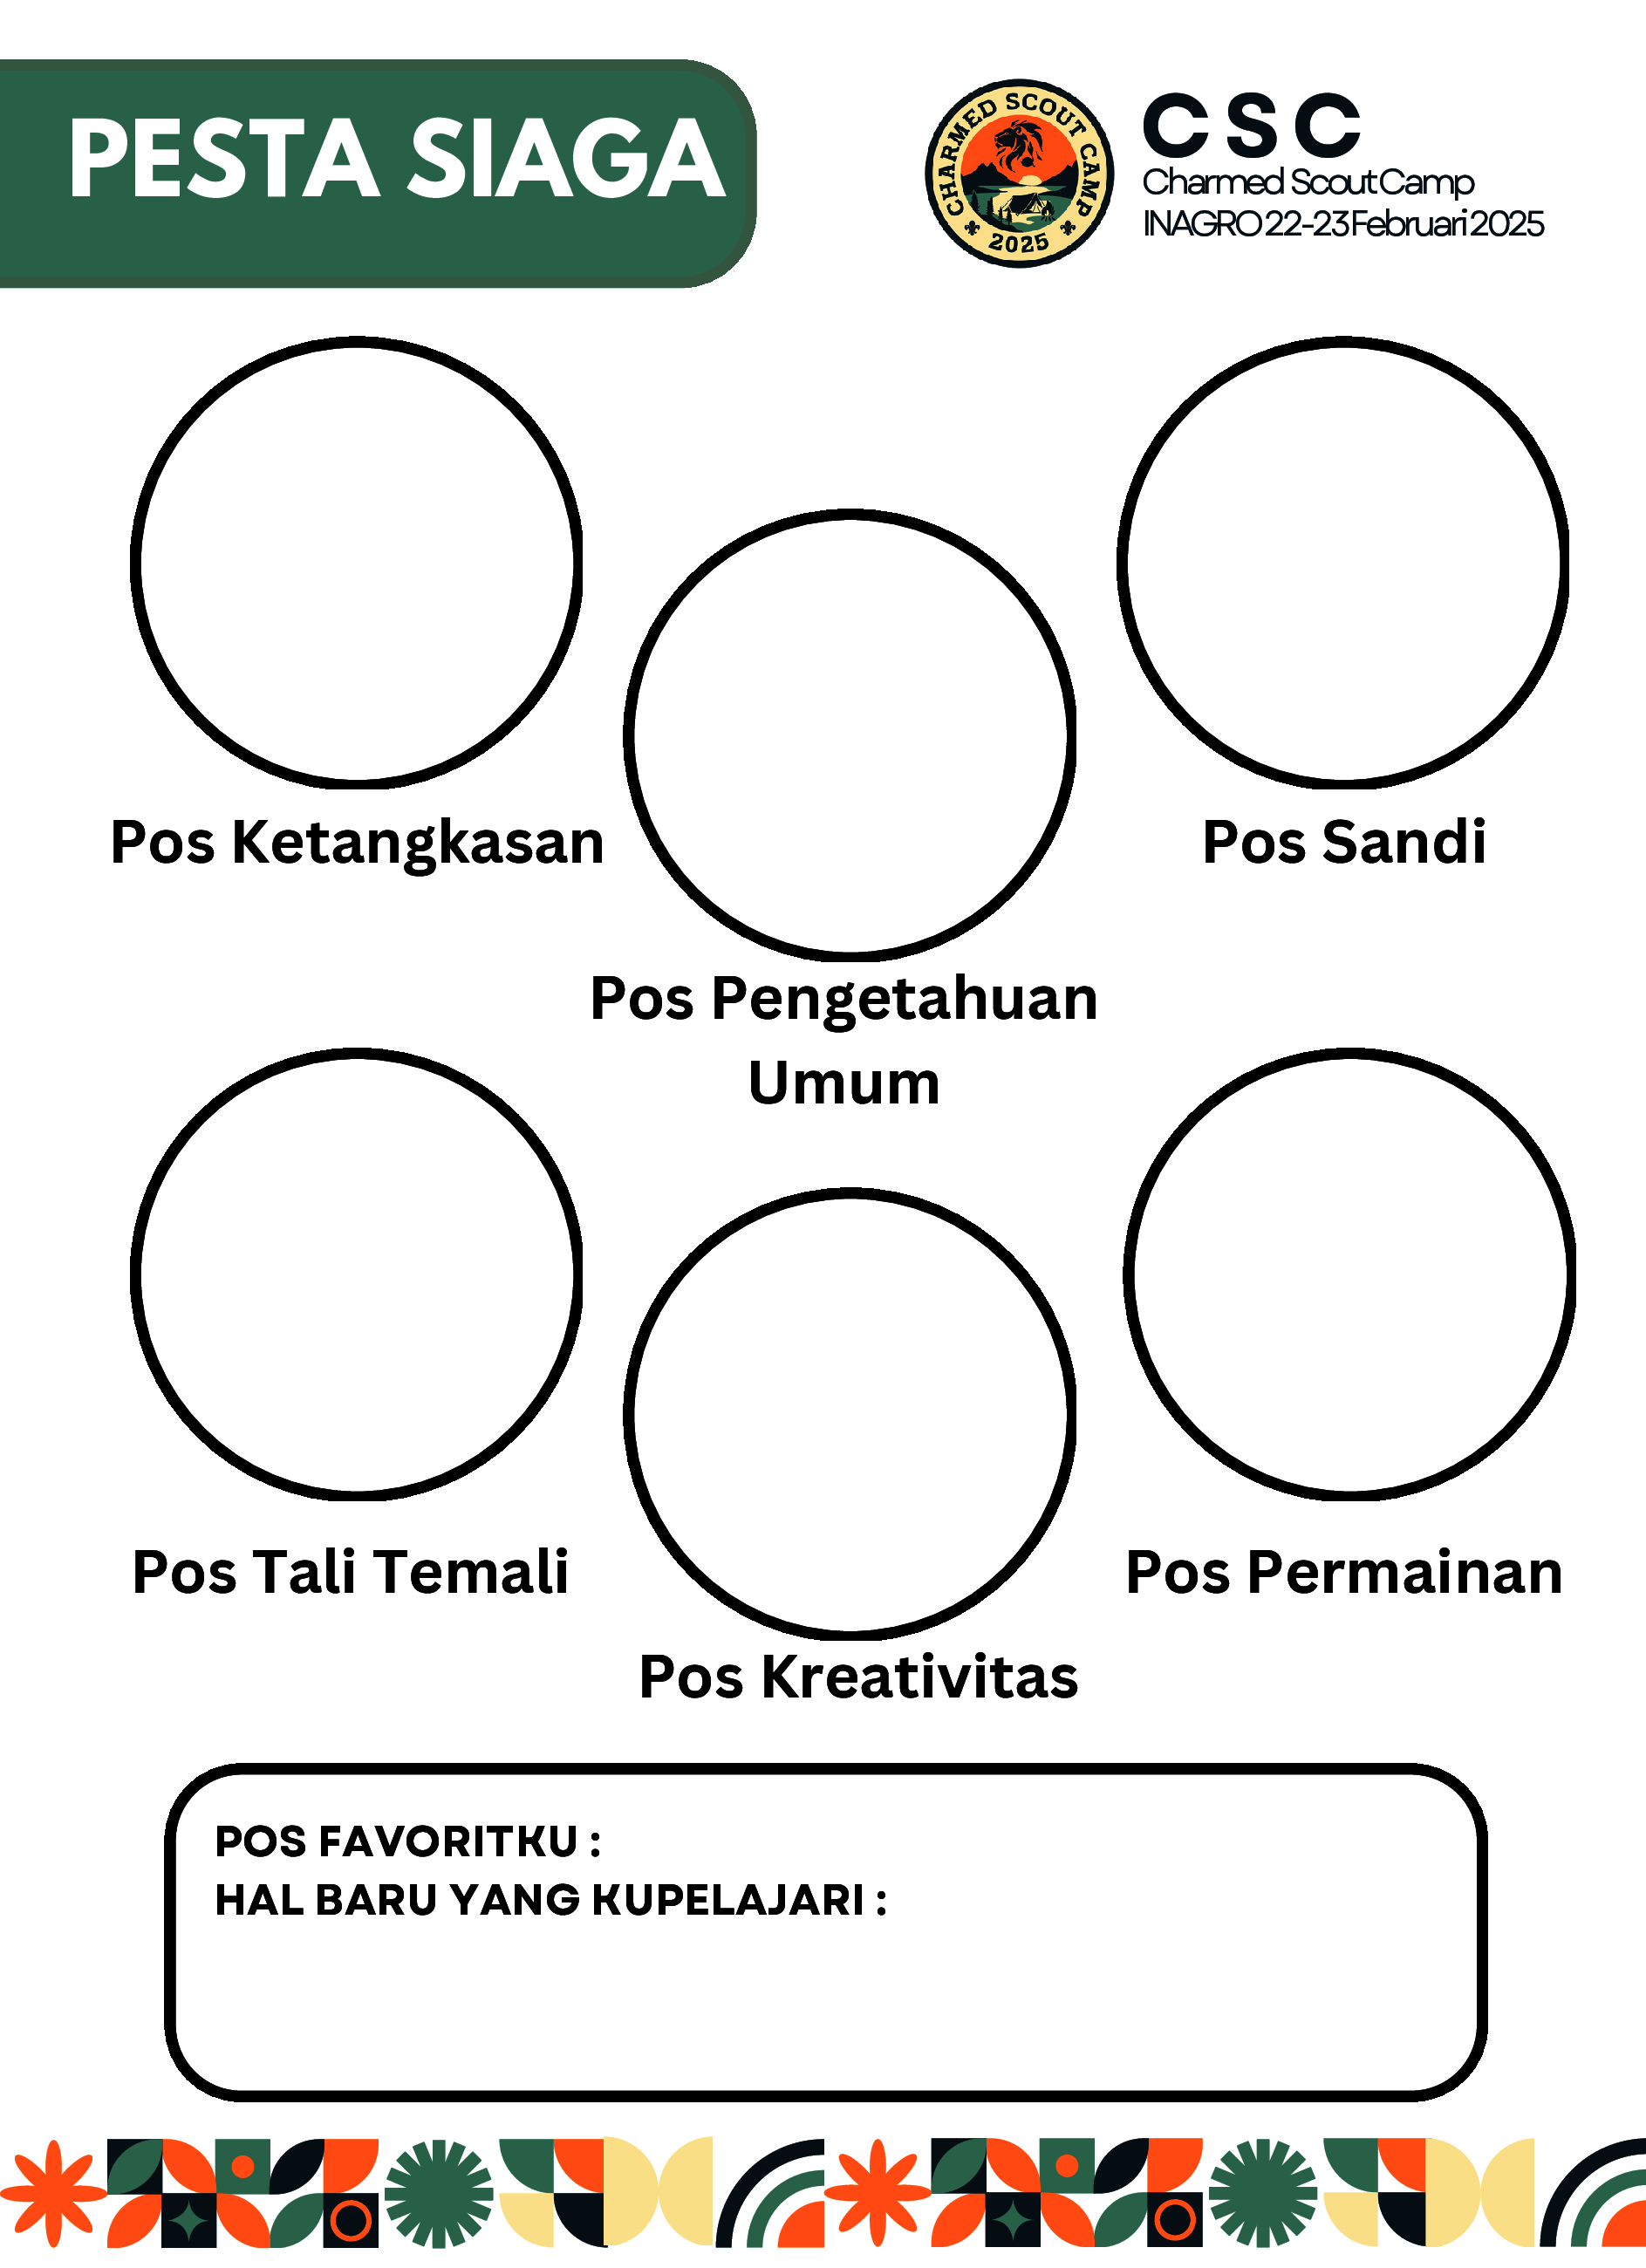 PESTA SIAGA
CHARMED SCOUT CAMP
2025
CSC
Charmed Scout Camp
INAGRO 22-23 Februari 2025
Pos Ketangkasan
Pos Sandi
Pos Pengetahuan
Umum
Pos Tali Temali
Pos Permainan
Pos Kreativitas
POS FAVORITKU :
HAL BARU YANG KUPELAJARI :